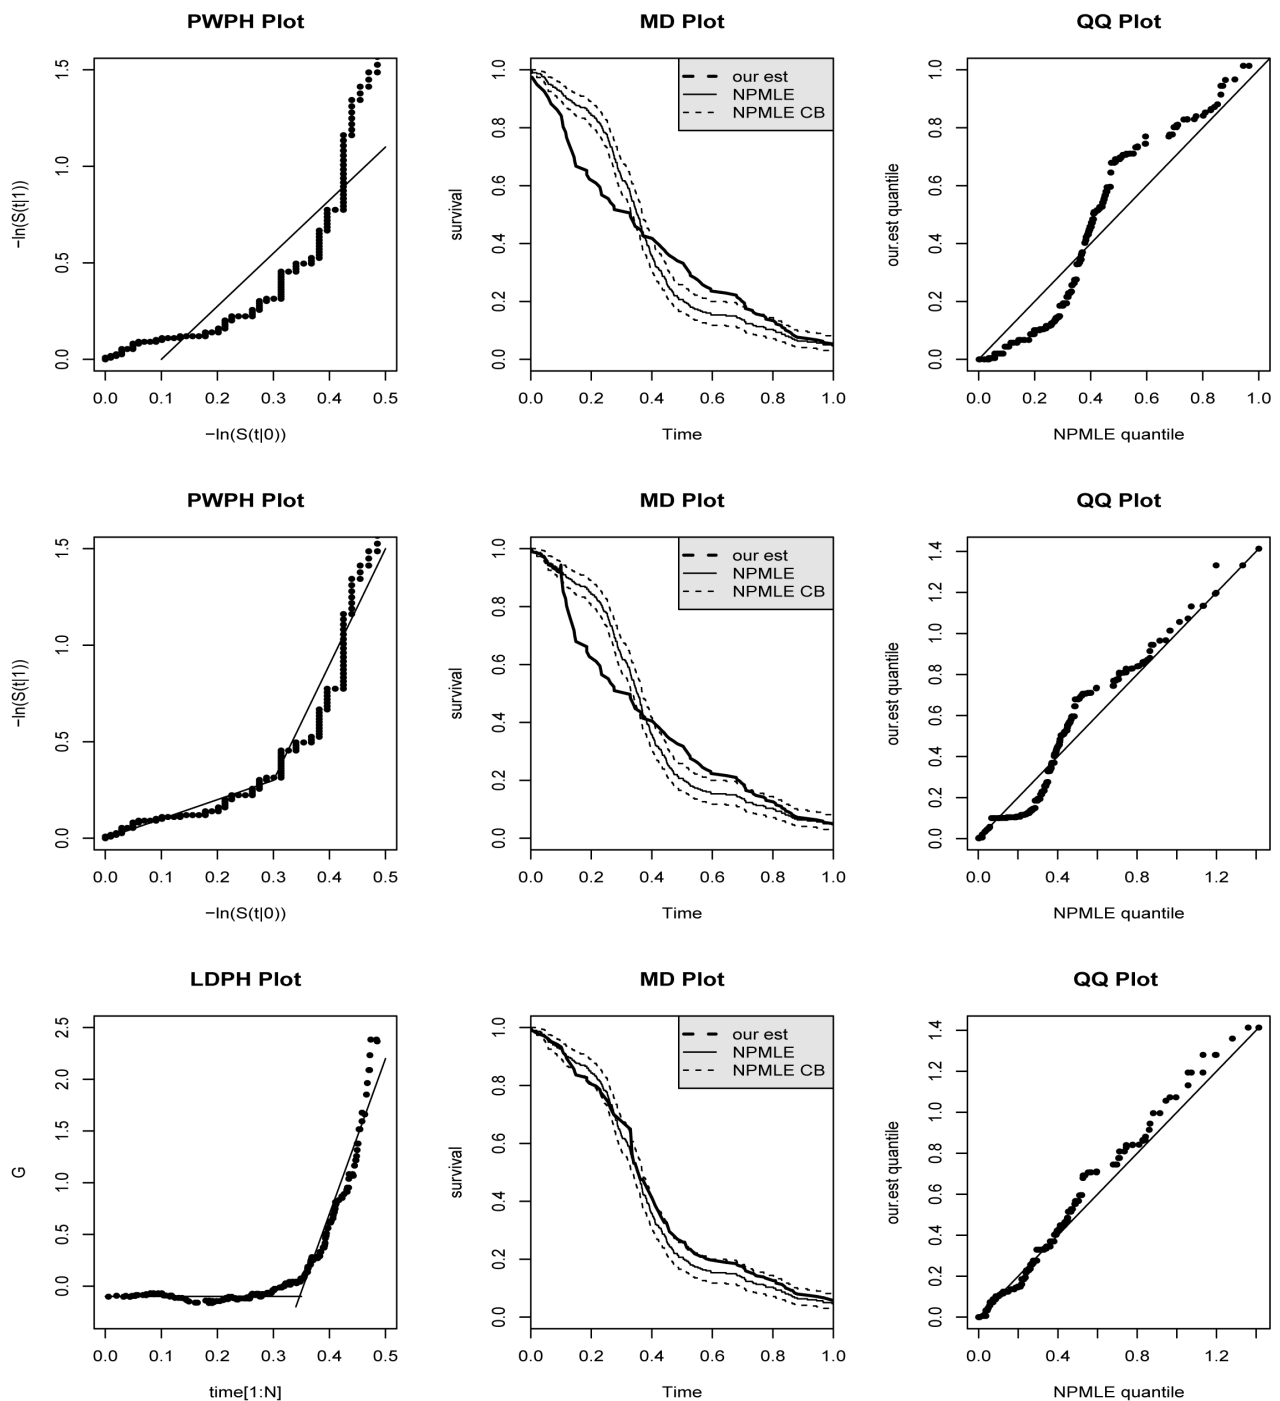 PWPH Plot
−ln(S(t|1))
0.0 0.5 1.0 1.5
0.0 0.1 0.2 0.3 0.4 0.5
−ln(S(t|0))
MD Plot
survival
0.0 0.2 0.4 0.6 0.8 1.0
our est
NPMLE
NPMLE CB
0.0 0.2 0.4 0.6 0.8 1.0
Time
QQ Plot
our.est quantile
0.0 0.2 0.4 0.6 0.8 1.0
0.0 0.2 0.4 0.6 0.8 1.0
NPMLE quantile
PWPH Plot
−ln(S(t|1))
0.0 0.5 1.0 1.5
0.0 0.1 0.2 0.3 0.4 0.5
−ln(S(t|0))
MD Plot
survival
0.0 0.2 0.4 0.6 0.8 1.0
our est
NPMLE
NPMLE CB
0.0 0.2 0.4 0.6 0.8 1.0
Time
QQ Plot
our.est quantile
0.0 0.2 0.4 0.6 0.8 1.0 1.2 1.4
0.0 0.4 0.8 1.2
NPMLE quantile
LDPH Plot
G
0.0 0.5 1.0 1.5 2.0 2.5
0.0 0.1 0.2 0.3 0.4 0.5
time[1:N]
MD Plot
survival
0.0 0.2 0.4 0.6 0.8 1.0
our est
NPMLE
NPMLE CB
0.0 0.2 0.4 0.6 0.8 1.0
Time
QQ Plot
our.est quantile
0.0 0.2 0.4 0.6 0.8 1.0 1.2 1.4
0.0 0.4 0.8 1.2
NPMLE quantile